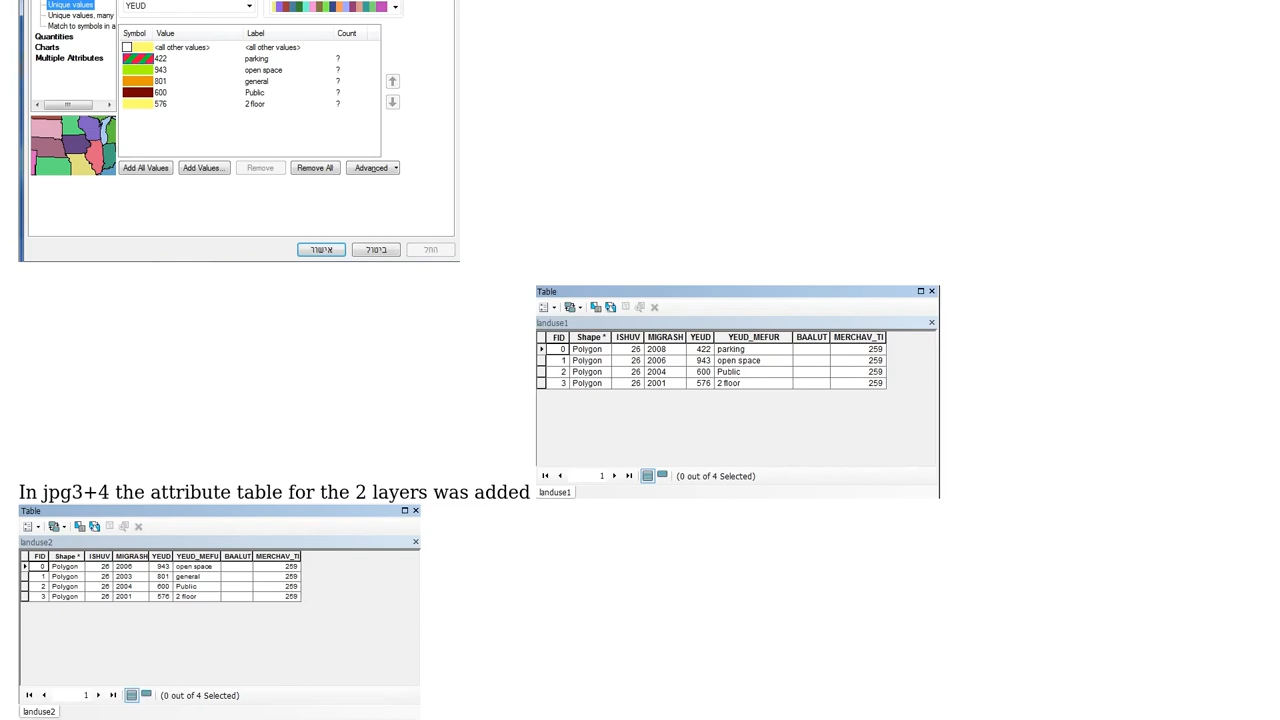 Unique values
Unique values, many
Match to symbols in a
Quantities
Charts
Multiple Attributes
YEUD
Symbol Value Label Count
<all other values> <all other values>
422 parking ?
943 open space ?
801 general ?
600 Public ?
576 2 floor ?
Add All Values Add Values... Remove Remove All Advanced
אישור ביטול החל
Table
landuse1
FID Shape * ISHUV MIGRASH YEUD YEUD_MEFUR BAALUT MERCHAV_TI
0 Polygon 26 2008 422 parking 259
1 Polygon 26 2006 943 open space 259
2 Polygon 26 2004 600 Public 259
3 Polygon 26 2001 576 2 floor 259
1 (0 out of 4 Selected)
landuse1
In jpg3+4 the attribute table for the 2 layers was added
Table
landuse2
FID Shape * ISHUV MIGRASH YEUD YEUD_MEFU BAALUT MERCHAV_TI
0 Polygon 26 2006 943 open space 259
1 Polygon 26 2003 801 general 259
2 Polygon 26 2004 600 Public 259
3 Polygon 26 2001 576 2 floor 259
1 (0 out of 4 Selected)
landuse2